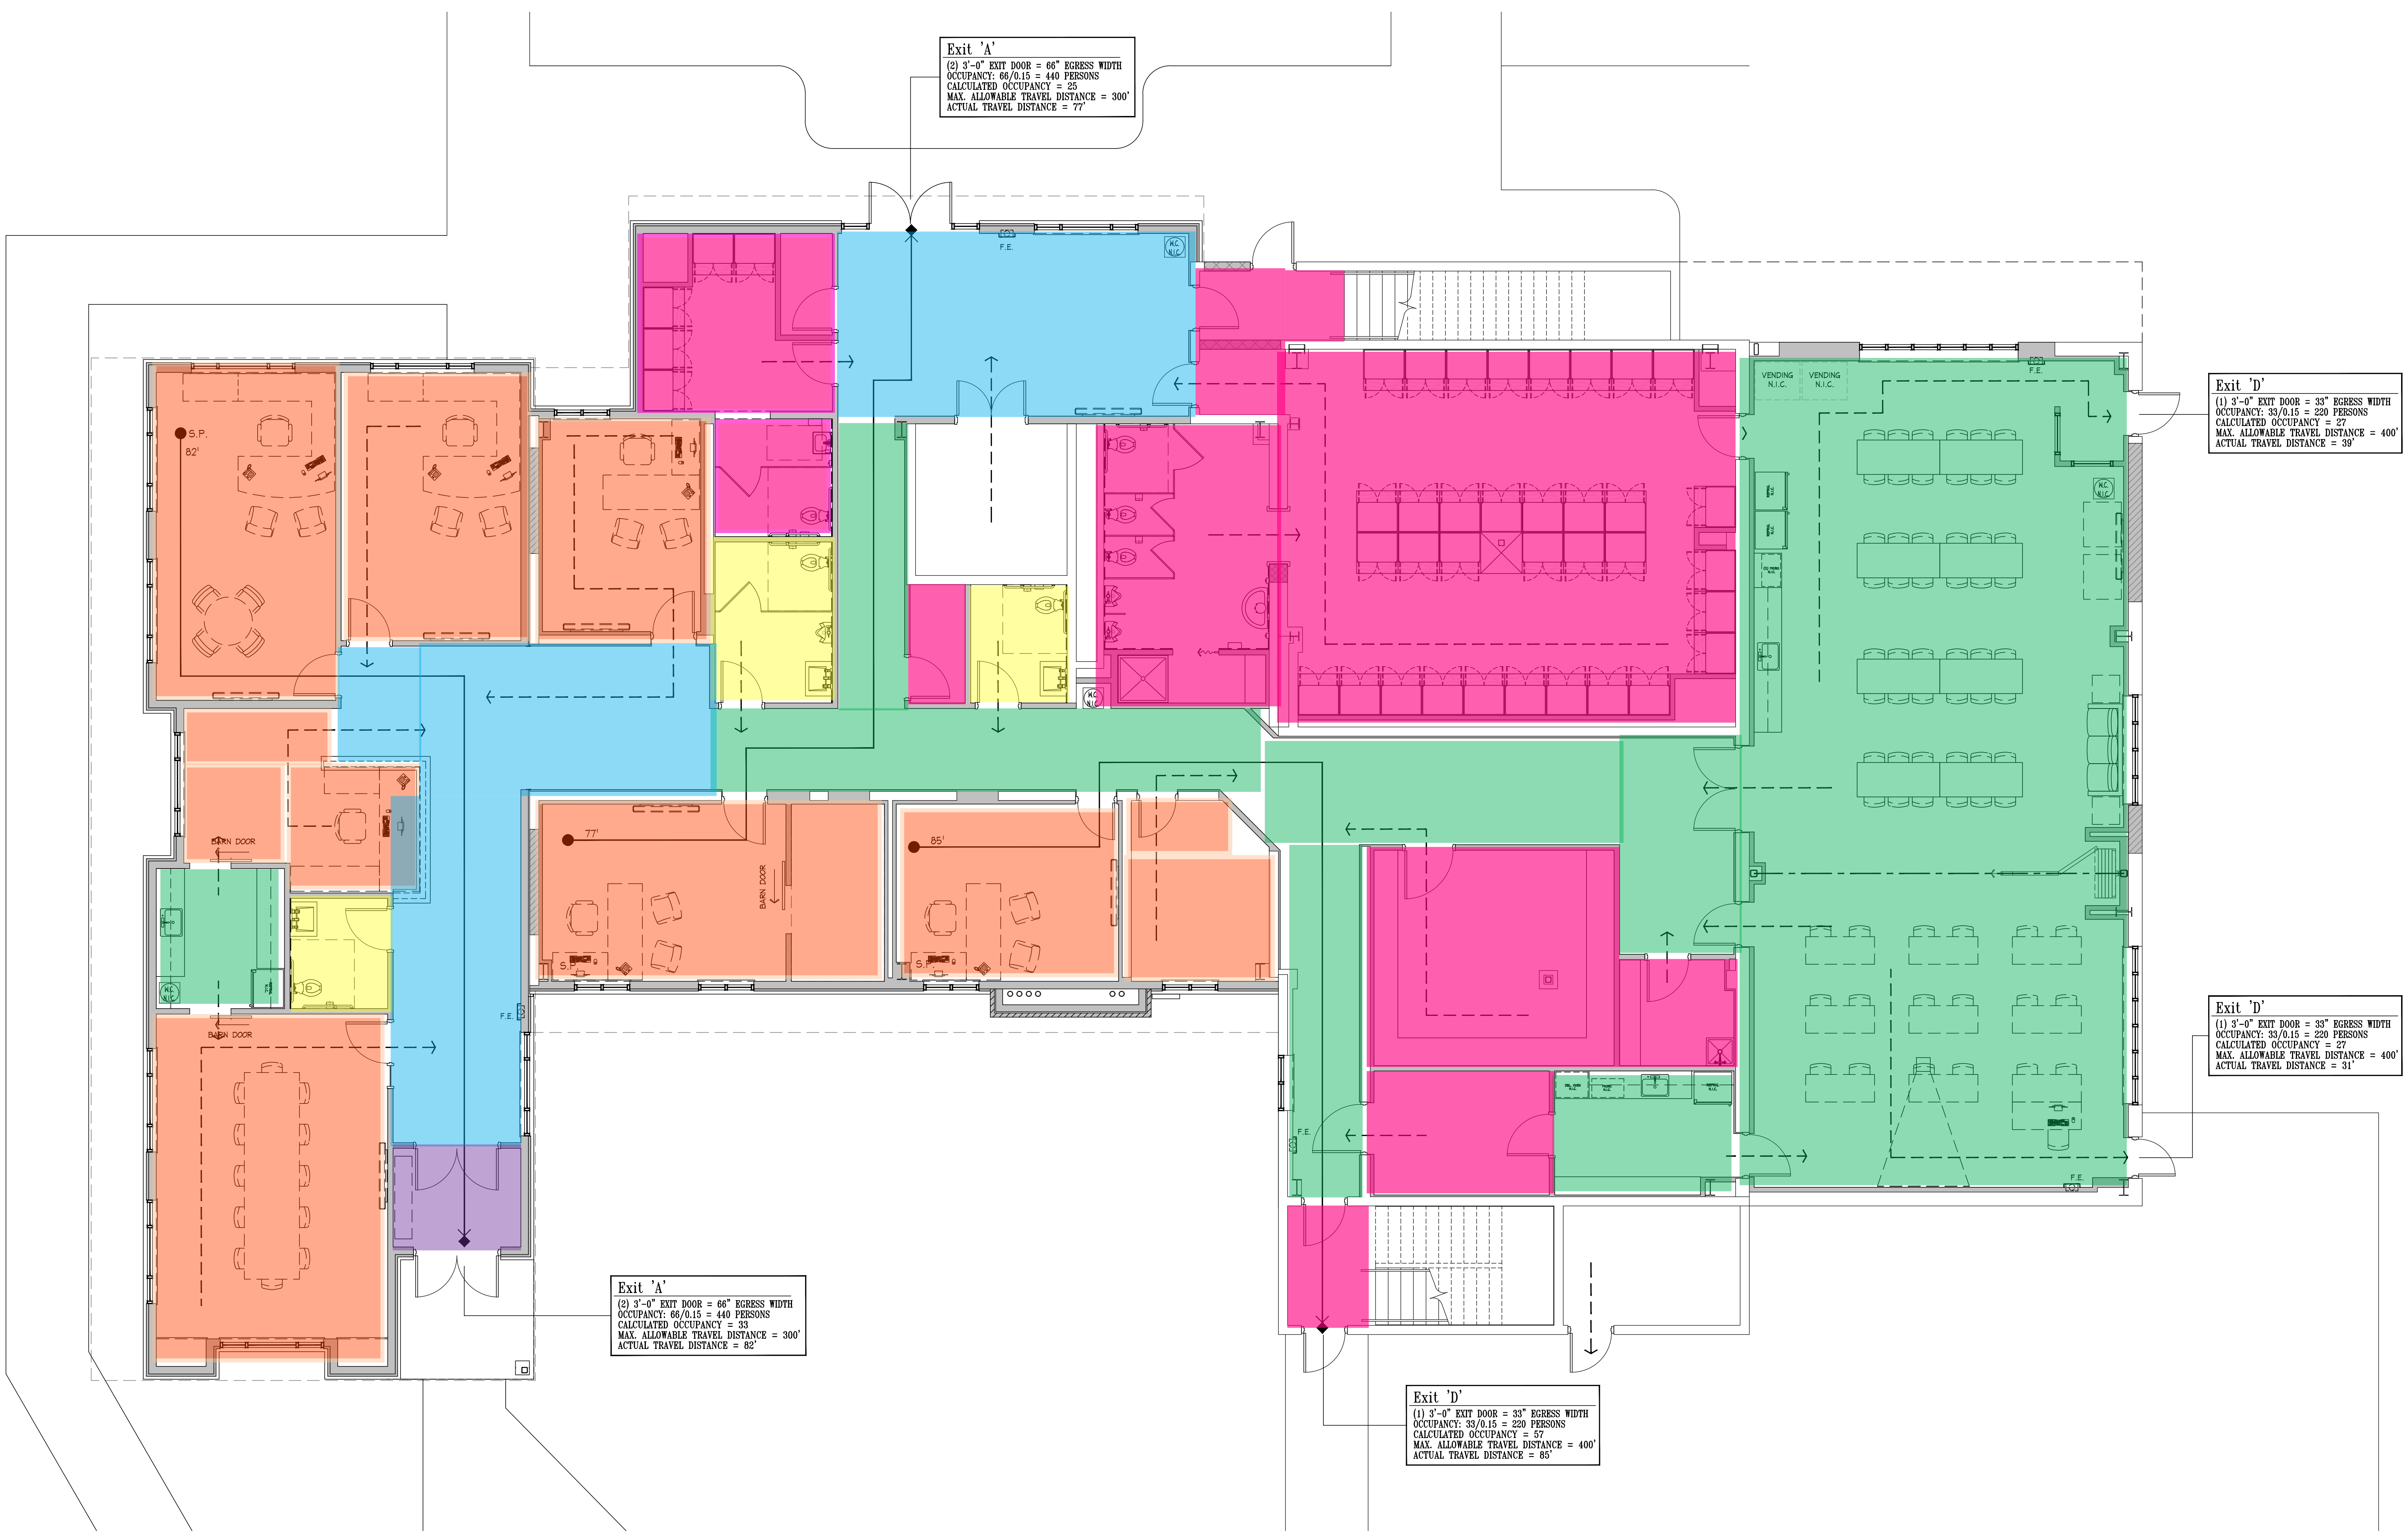 Exit 'A'
(2) 3'-0" EXIT DOOR = 66" EGRESS WIDTH
OCCUPANCY: 66/0.15 = 440 PERSONS
CALCULATED OCCUPANCY = 25
MAX. ALLOWABLE TRAVEL DISTANCE = 300'
ACTUAL TRAVEL DISTANCE = 77'
F.E.
W.C.
N.I.C.
VENDING
N.I.C.
VENDING
N.I.C.
F.E.
Exit 'D'
(1) 3'-0" EXIT DOOR = 33" EGRESS WIDTH
OCCUPANCY: 33/0.15 = 220 PERSONS
CALCULATED OCCUPANCY = 27
MAX. ALLOWABLE TRAVEL DISTANCE = 400'
ACTUAL TRAVEL DISTANCE = 39'
S.P.
82'
REFRIG.
N.I.C.
REFRIG.
N.I.C.
W.C.
N.I.C.
W.C.
N.I.C.
77'
85'
BARN DOOR
BARN DOOR
S.P.
S.P.
W.C.
N.I.C.
REFRIG.
N.I.C.
F.E.
BARN DOOR
Exit 'D'
(1) 3'-0" EXIT DOOR = 33" EGRESS WIDTH
OCCUPANCY: 33/0.15 = 220 PERSONS
CALCULATED OCCUPANCY = 27
MAX. ALLOWABLE TRAVEL DISTANCE = 400'
ACTUAL TRAVEL DISTANCE = 31'
DBL. OVEN
N.I.C.
N.I.C.
REFRIG.
N.I.C.
F.E.
F.E.
Exit 'A'
(2) 3'-0" EXIT DOOR = 66" EGRESS WIDTH
OCCUPANCY: 66/0.15 = 440 PERSONS
CALCULATED OCCUPANCY = 33
MAX. ALLOWABLE TRAVEL DISTANCE = 300'
ACTUAL TRAVEL DISTANCE = 82'
Exit 'D'
(1) 3'-0" EXIT DOOR = 33" EGRESS WIDTH
OCCUPANCY: 33/0.15 = 220 PERSONS
CALCULATED OCCUPANCY = 57
MAX. ALLOWABLE TRAVEL DISTANCE = 400'
ACTUAL TRAVEL DISTANCE = 85'